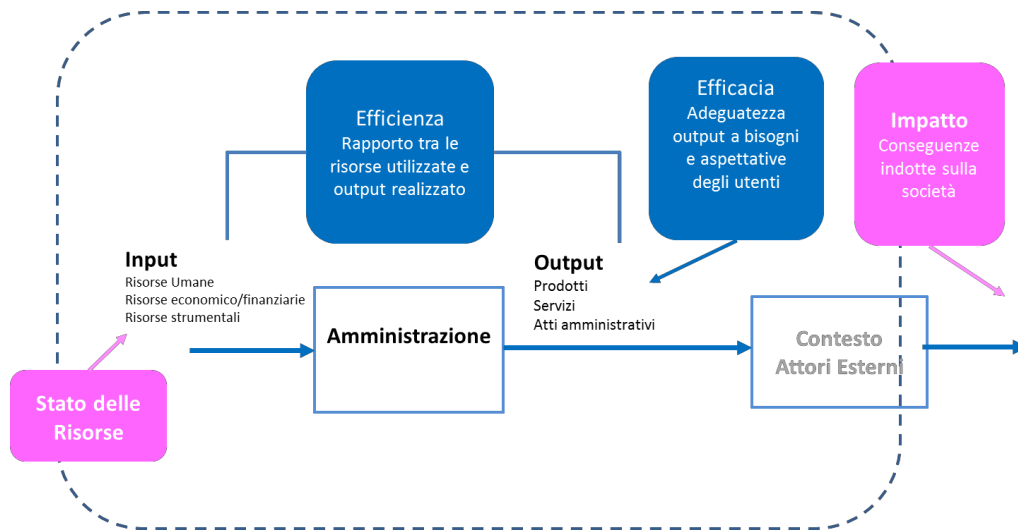 Efficienza
Rapporto tra le
risorse utilizzate e
output realizzato
Efficacia
Adeguatezza
output a bisogni
e aspettative
degli utenti
Impatto
Conseguenze
indotte sulla
società
Input
Risorse Umane
Risorse economico/finanziarie
Risorse strumentali
Output
Prodotti
Servizi
Atti amministrativi
Amministrazione
Contesto
Attori Esterni
Stato delle
Risorse